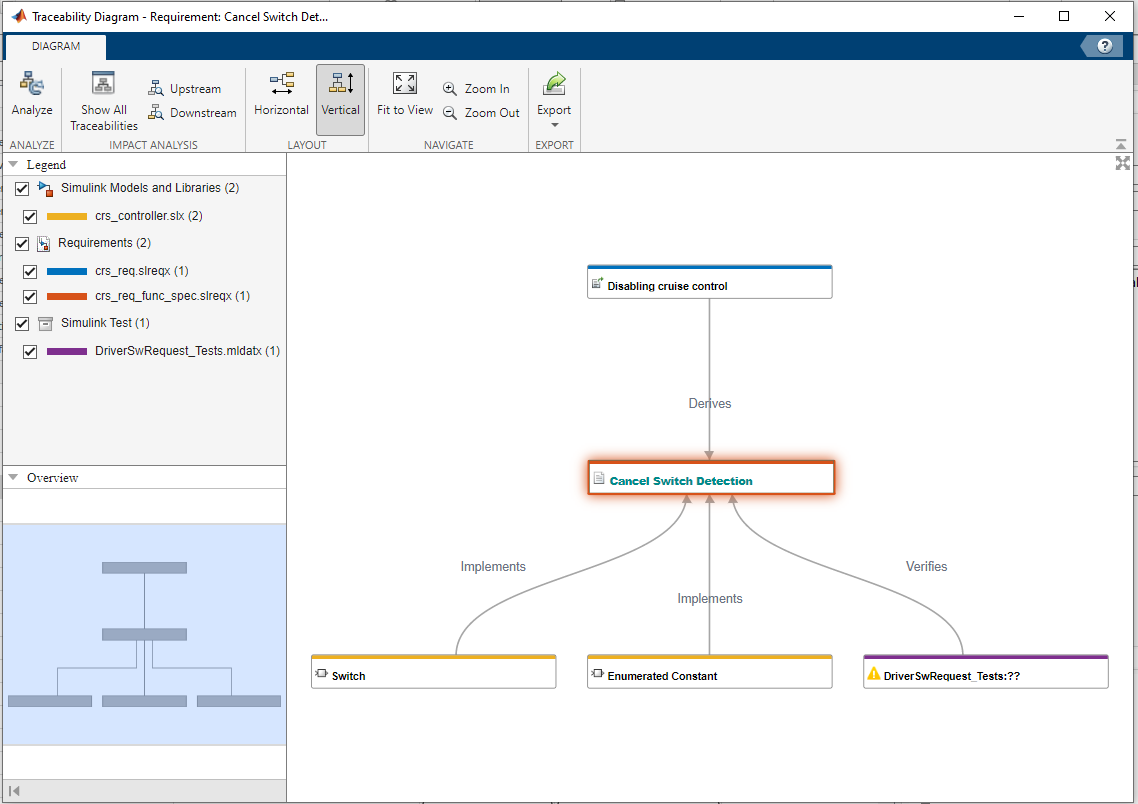 Traceability Diagram - Requirement: Cancel Switch Det...
DIAGRAM
?
Analyze
Show All
Traceabilities
Upstream
Downstream
Horizontal
Vertical
Fit to View
Zoom In
Zoom Out
Export
ANALYZE
IMPACT ANALYSIS
LAYOUT
NAVIGATE
EXPORT
Legend
Simulink Models and Libraries (2)
crs_controller.slx (2)
Requirements (2)
crs_req.slreqx (1)
crs_req_func_spec.slreqx (1)
Simulink Test (1)
DriverSwRequest_Tests.mldatx (1)
Overview
Disabling cruise control
Derives
Cancel Switch Detection
Implements
Implements
Verifies
Switch
Enumerated Constant
DriverSwRequest_Tests:??